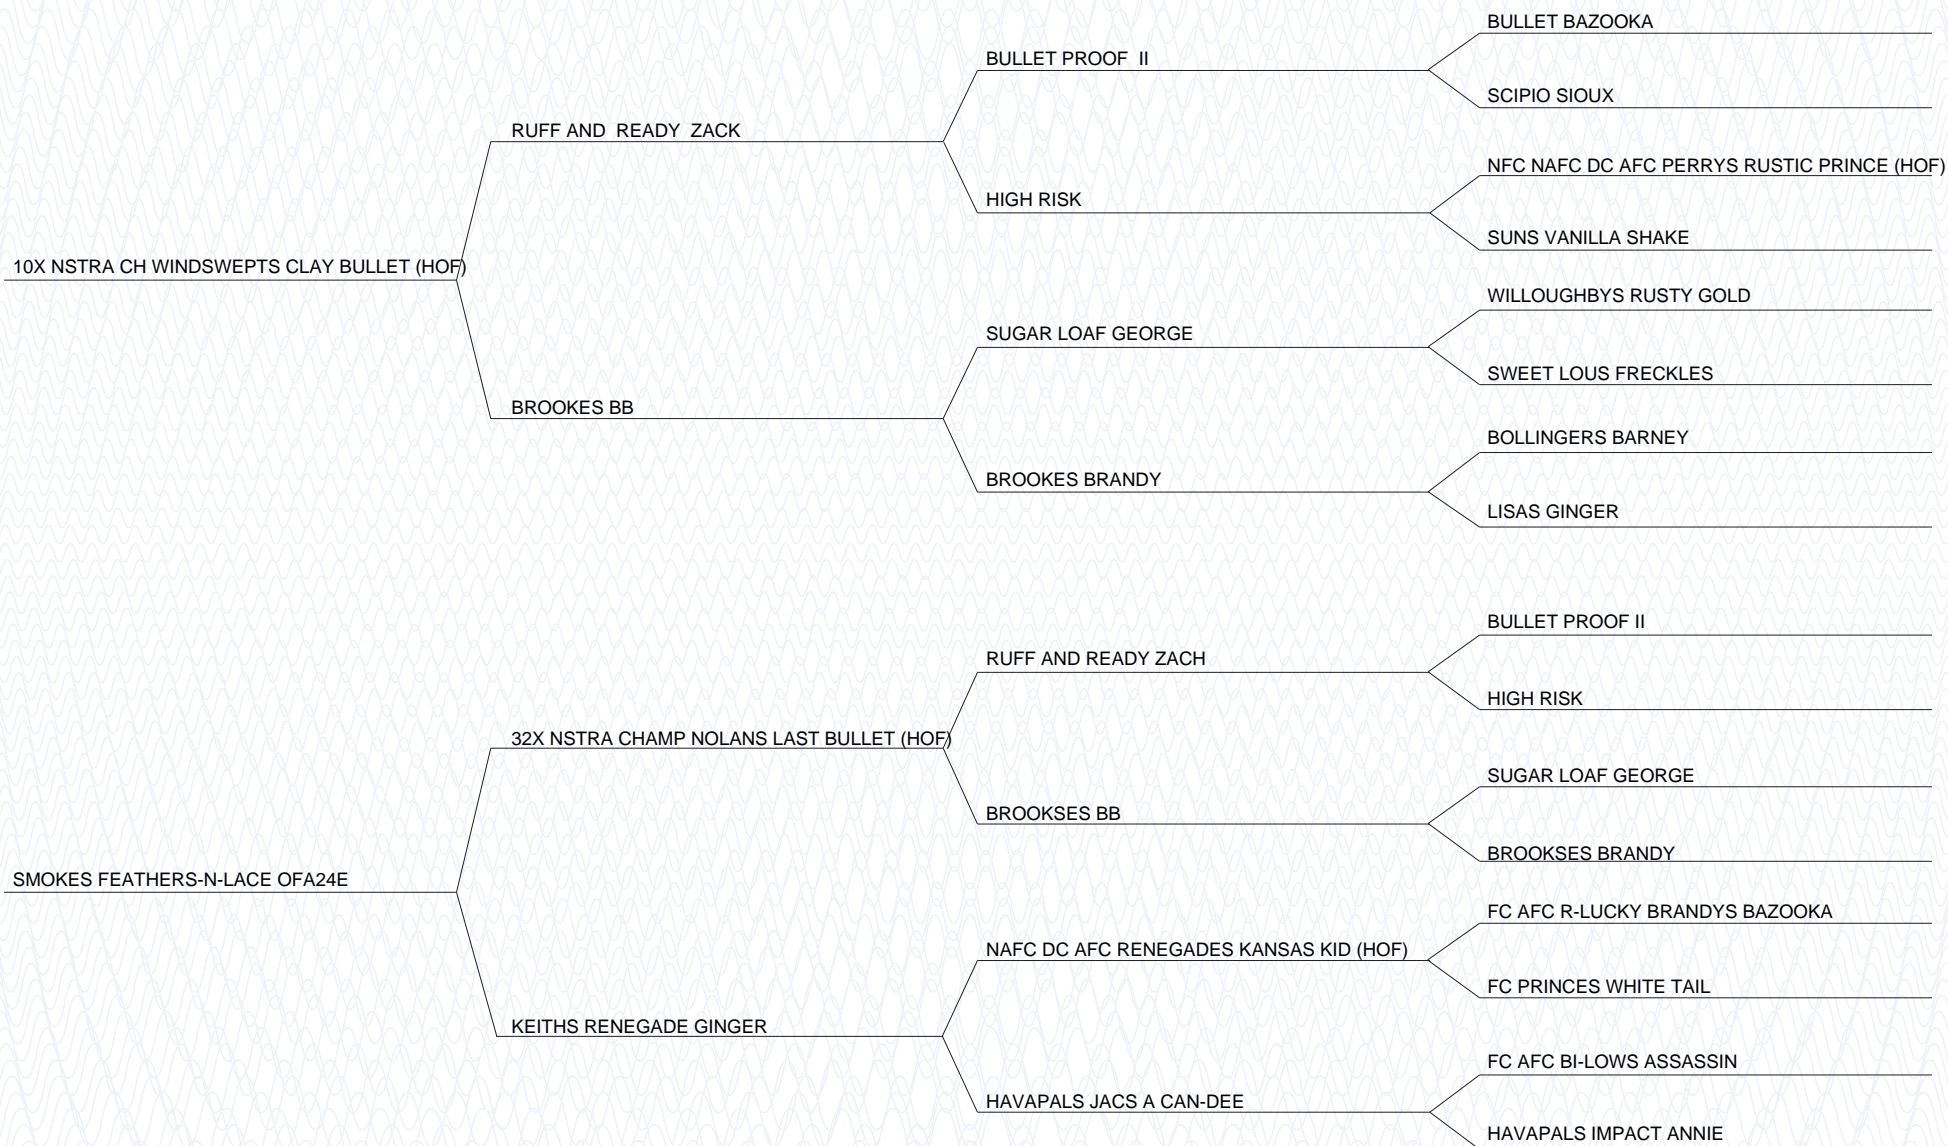 BULLET BAZOOKA
BULLET PROOF  II
SCIPIO SIOUX
RUFF AND  READY  ZACK
NFC NAFC DC AFC PERRYS RUSTIC PRINCE (HOF)
HIGH RISK
SUNS VANILLA SHAKE
10X NSTRA CH WINDSWEPTS CLAY BULLET (HOF)
WILLOUGHBYS RUSTY GOLD
SUGAR LOAF GEORGE
SWEET LOUS FRECKLES
BROOKES BB
BOLLINGERS BARNEY
BROOKES BRANDY
LISAS GINGER
BULLET PROOF II
RUFF AND READY ZACH
HIGH RISK
32X NSTRA CHAMP NOLANS LAST BULLET (HOF)
SUGAR LOAF GEORGE
BROOKSES BB
BROOKSES BRANDY
SMOKES FEATHERS-N-LACE OFA24E
FC AFC R-LUCKY BRANDYS BAZOOKA
NAFC DC AFC RENEGADES KANSAS KID (HOF)
FC PRINCES WHITE TAIL
KEITHS RENEGADE GINGER
FC AFC BI-LOWS ASSASSIN
HAVAPALS JACS A CAN-DEE
HAVAPALS IMPACT ANNIE